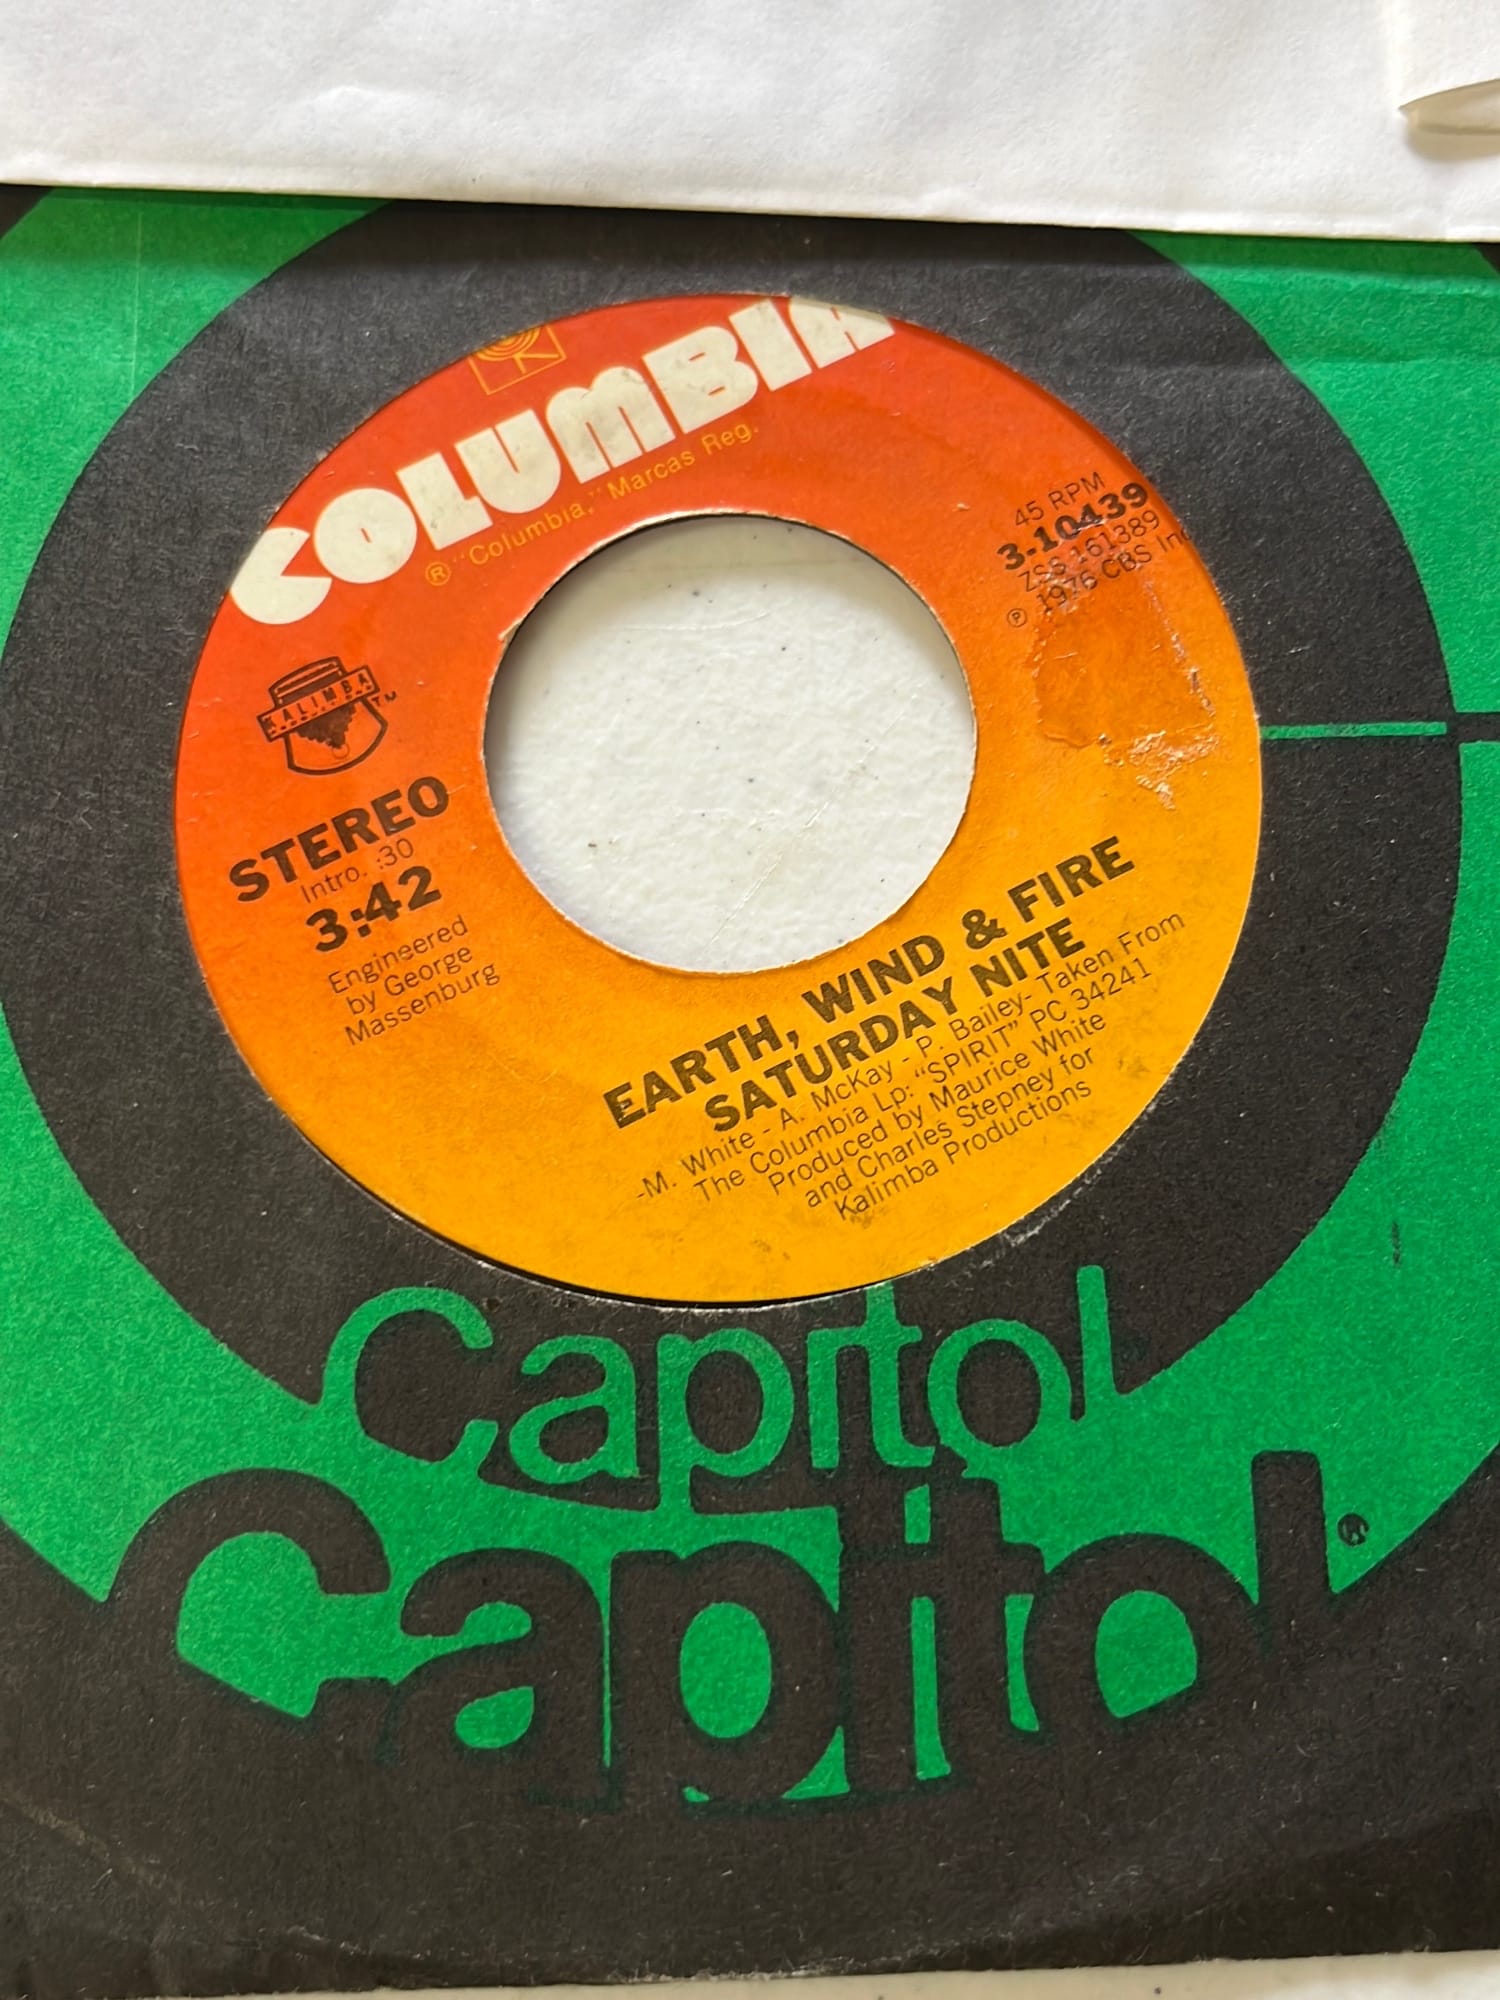 COLUMBIA
® "Columbia," Marcas Reg.
45 RPM
3-10439
ZSS 161389
℗ 1976 CBS Inc
KALIMBA
TM
STEREO
Intro. :30
3:42
Engineered
by George
Massenburg
EARTH, WIND & FIRE
SATURDAY NITE
-M. White - A. McKay - P. Bailey- Taken From
The Columbia Lp: "SPIRIT" PC 34241
Produced by Maurice White
and Charles Stepney for
Kalimba Productions
Capitol
Capitol®